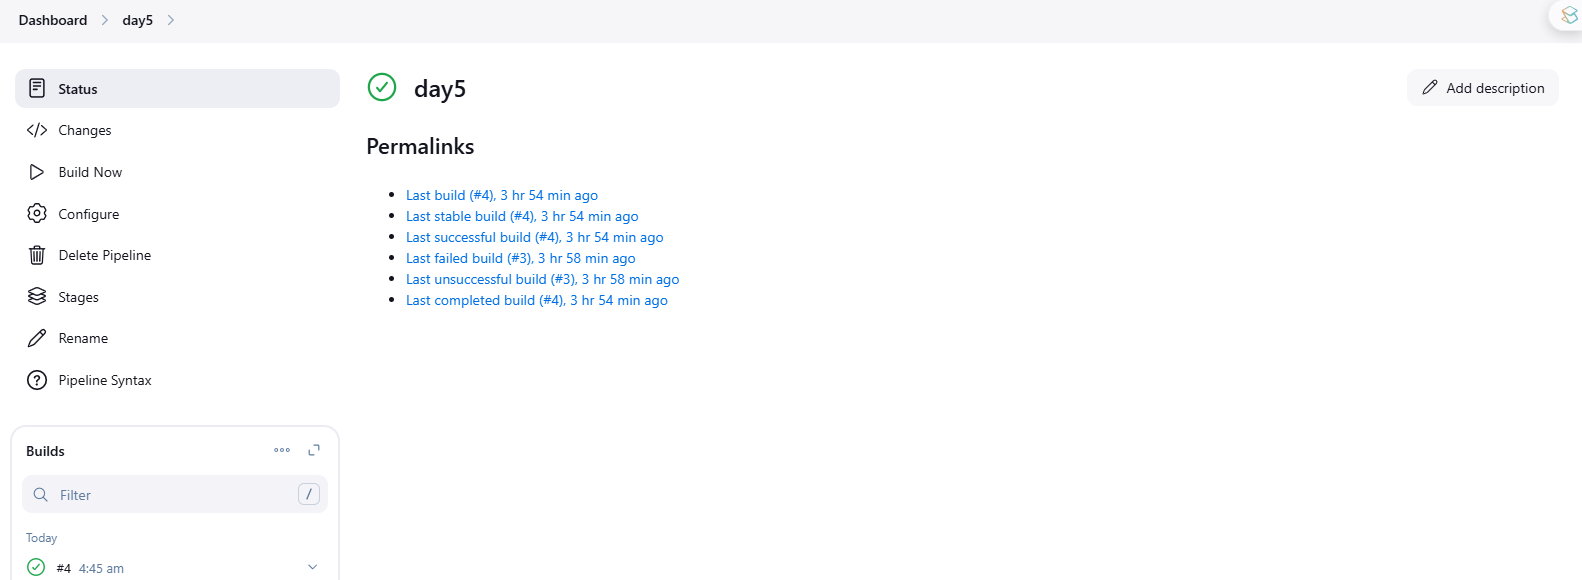 Dashboard > day5 >
Status
Changes
Build Now
Configure
Delete Pipeline
Stages
Rename
Pipeline Syntax
Builds
Filter /
Today
#4 4:45 am
day5
Add description
Permalinks
Last build (#4), 3 hr 54 min ago
Last stable build (#4), 3 hr 54 min ago
Last successful build (#4), 3 hr 54 min ago
Last failed build (#3), 3 hr 58 min ago
Last unsuccessful build (#3), 3 hr 58 min ago
Last completed build (#4), 3 hr 54 min ago